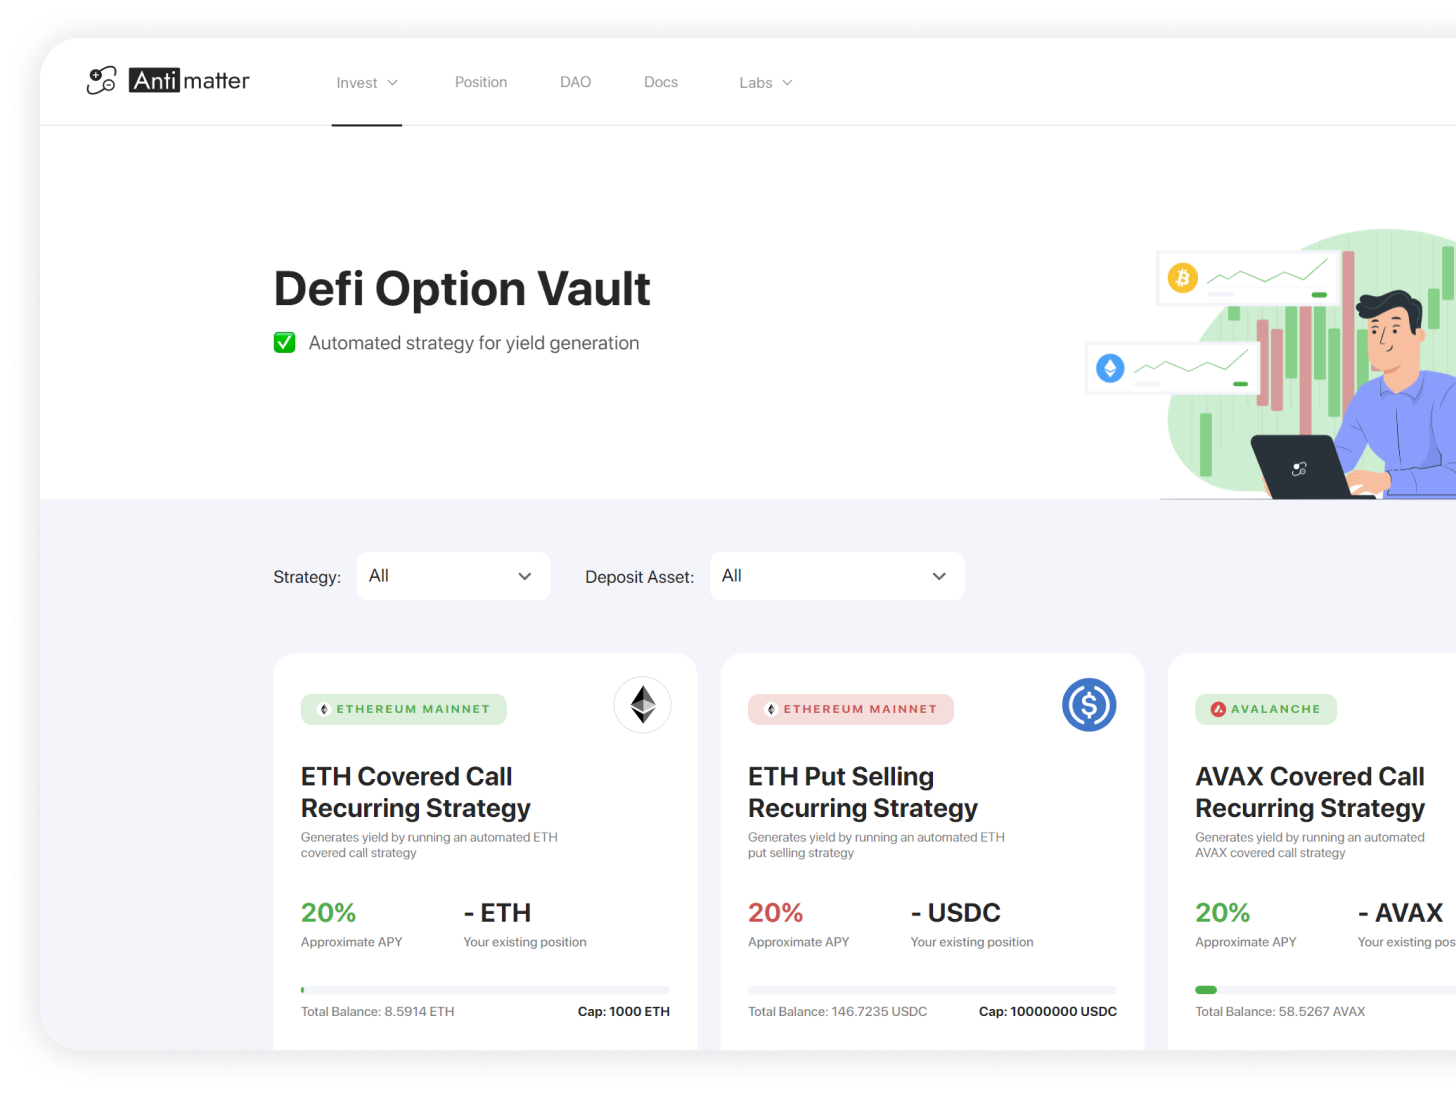 Antimatter
Invest
Position
DAO
Docs
Labs
Defi Option Vault
✅ Automated strategy for yield generation
Strategy: All
Deposit Asset: All
ETHEREUM MAINNET
ETH Covered Call
Recurring Strategy
Generates yield by running an automated ETH
covered call strategy
20%
Approximate APY
- ETH
Your existing position
Total Balance: 8.5914 ETH
Cap: 1000 ETH
ETHEREUM MAINNET
ETH Put Selling
Recurring Strategy
Generates yield by running an automated ETH
put selling strategy
20%
Approximate APY
- USDC
Your existing position
Total Balance: 146.7235 USDC
Cap: 10000000 USDC
AVALANCHE
AVAX Covered Call
Recurring Strategy
Generates yield by running an automated
AVAX covered call strategy
20%
Approximate APY
- AVAX
Your existing pos
Total Balance: 58.5267 AVAX